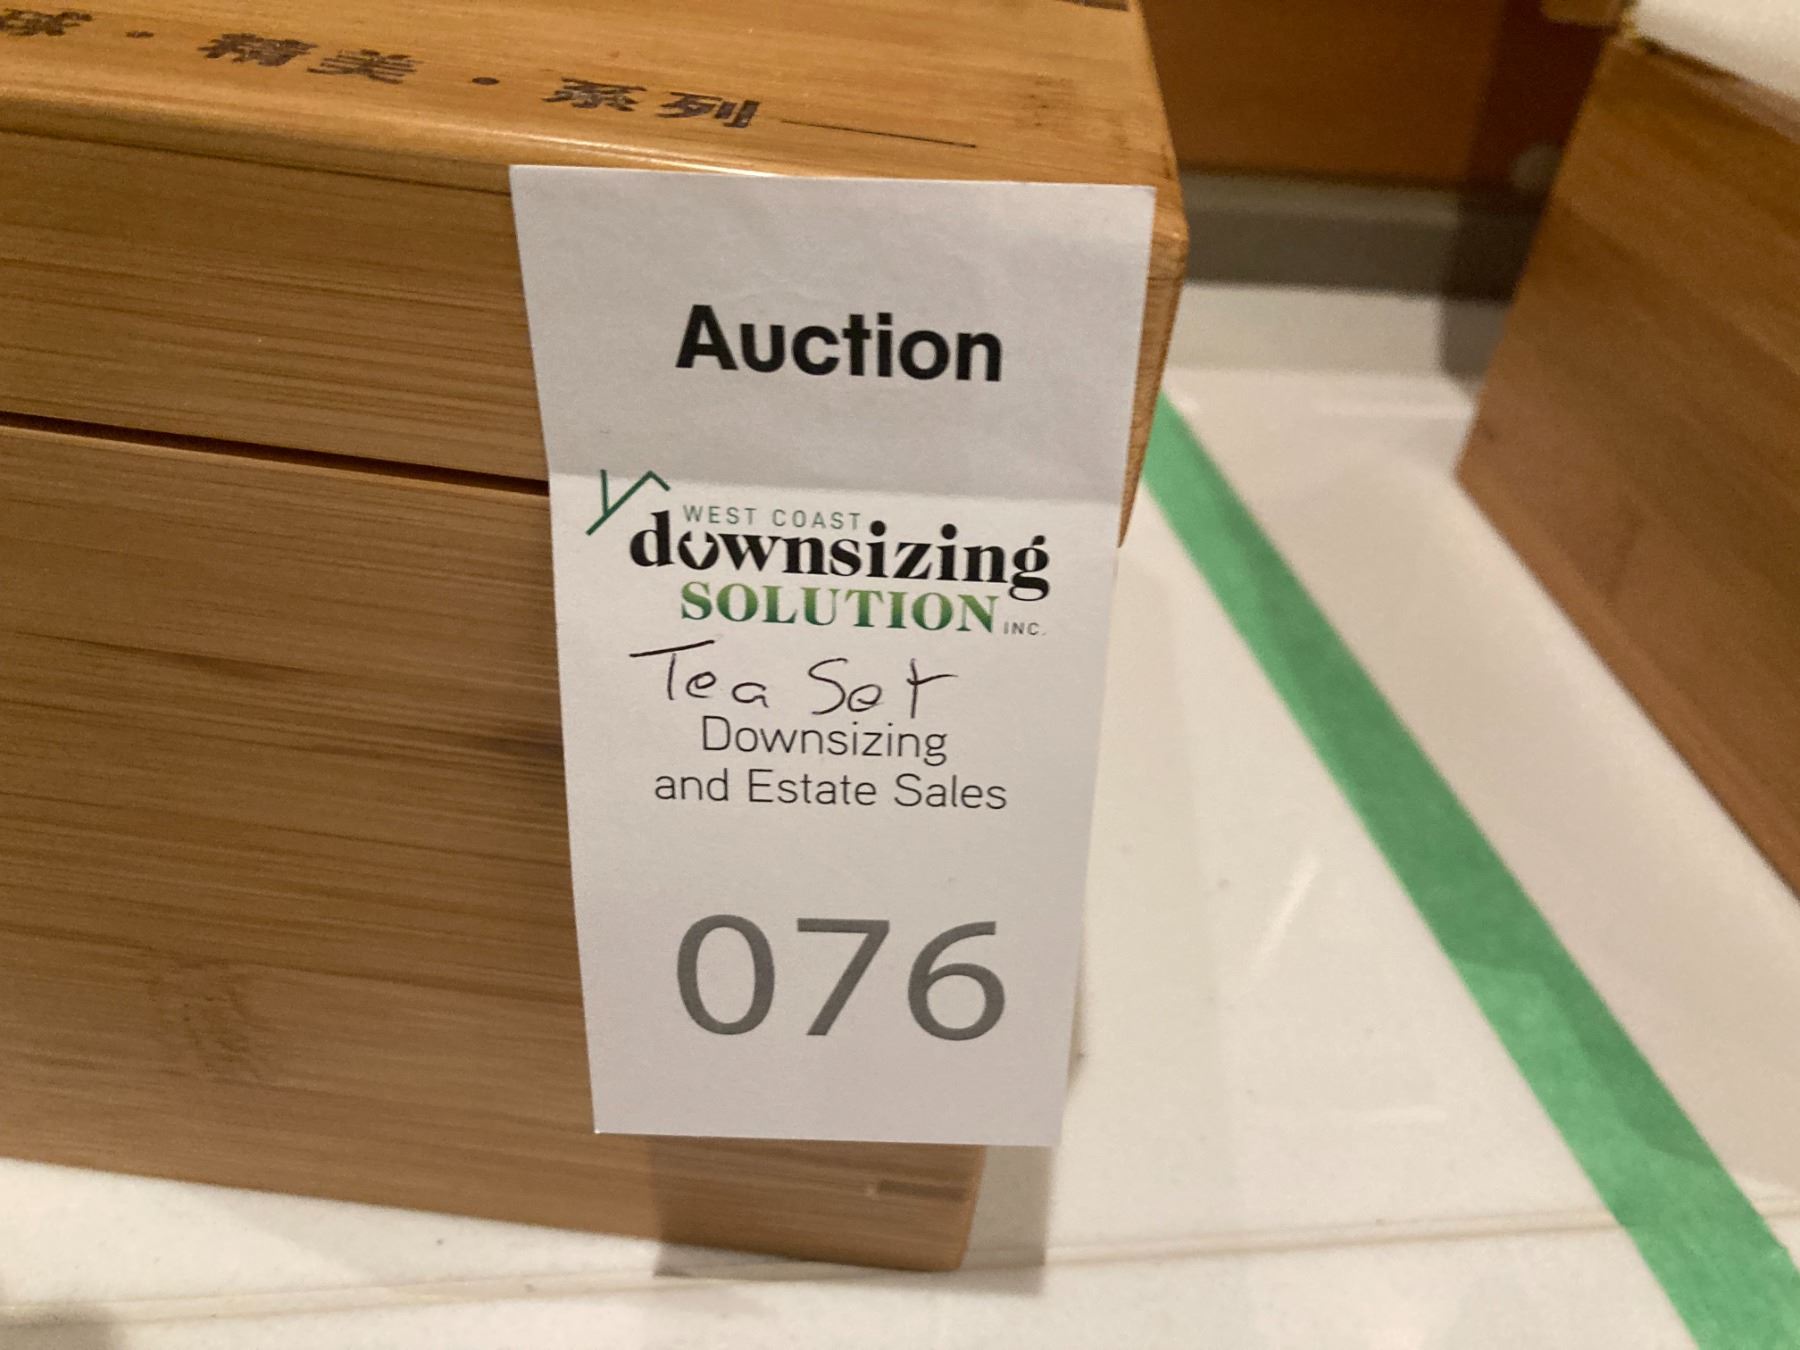 · 精美 · 系列
Auction
WEST COAST
downsizing
SOLUTION INC.
Tea Set
Downsizing
and Estate Sales
076